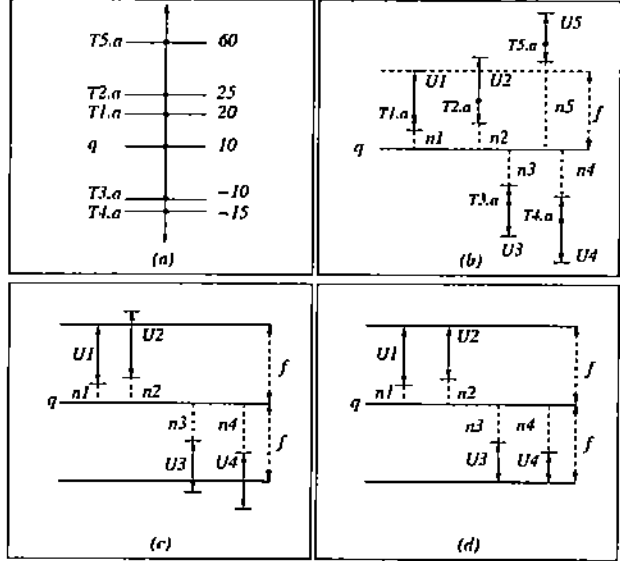 T5.a 60
T2.a 25
T1.a 20
q 10
T3.a -10
T4.a -15
(a)
U5
T5.a
U1 U2
T1.a T2.a n5 f
q n1 n2
n3 n4
T3.a T4.a
U3 U4
(b)
U2
U1 f
q n1 n2
n3 n4 f
U3 U4
(c)
U2
U1 f
q n1 n2
n3 n4 f
U3 U4
(d)